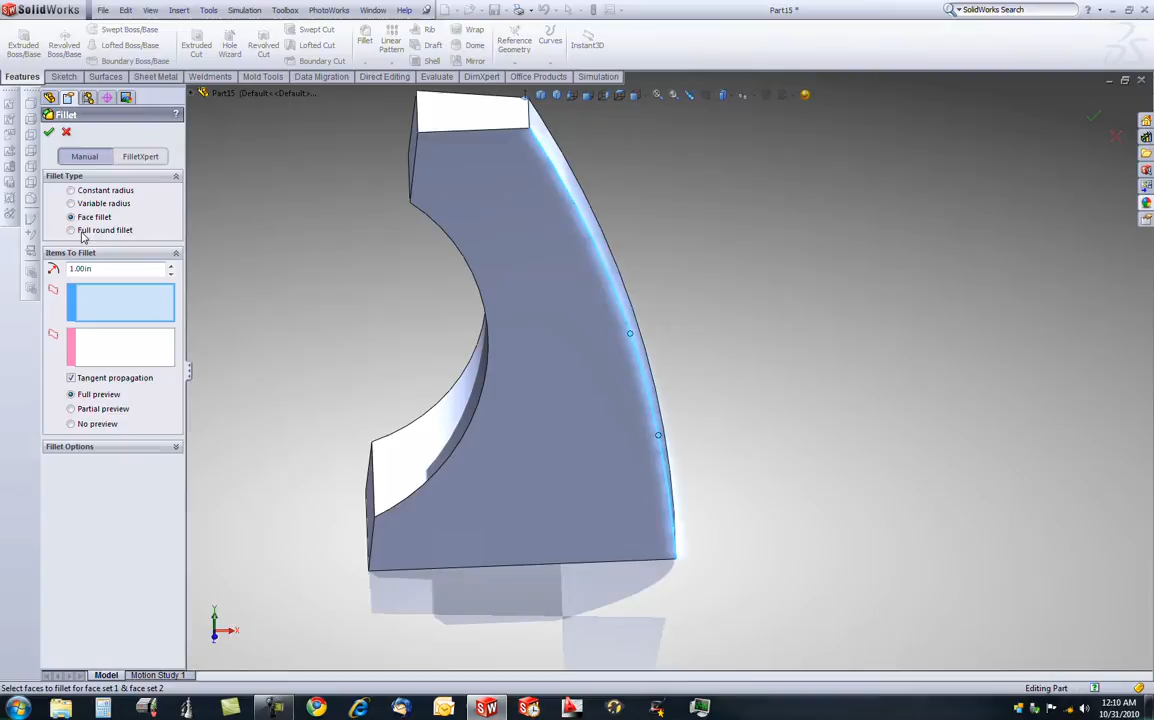 SolidWorks
File Edit View Insert Tools Simulation Toolbox PhotoWorks Window Help
Part15 *
SolidWorks Search
Extruded Boss/Base
Revolved Boss/Base
Swept Boss/Base
Lofted Boss/Base
Boundary Boss/Base
Extruded Cut
Hole Wizard
Revolved Cut
Swept Cut
Lofted Cut
Boundary Cut
Fillet
Linear Pattern
Rib
Draft
Shell
Wrap
Dome
Mirror
Reference Geometry
Curves
Instant3D
Features Sketch Surfaces Sheet Metal Weldments Mold Tools Data Migration Direct Editing Evaluate DimXpert Office Products Simulation
Part15 (Default<<Default>...
Fillet ?
Manual FilletXpert
Fillet Type
Constant radius
Variable radius
Face fillet
Full round fillet
Items To Fillet
1.00in
Tangent propagation
Full preview
Partial preview
No preview
Fillet Options
Y
X
Z
Model Motion Study 1
Select faces to fillet for face set 1 & face set 2
Editing Part
12:10 AM
10/31/2010